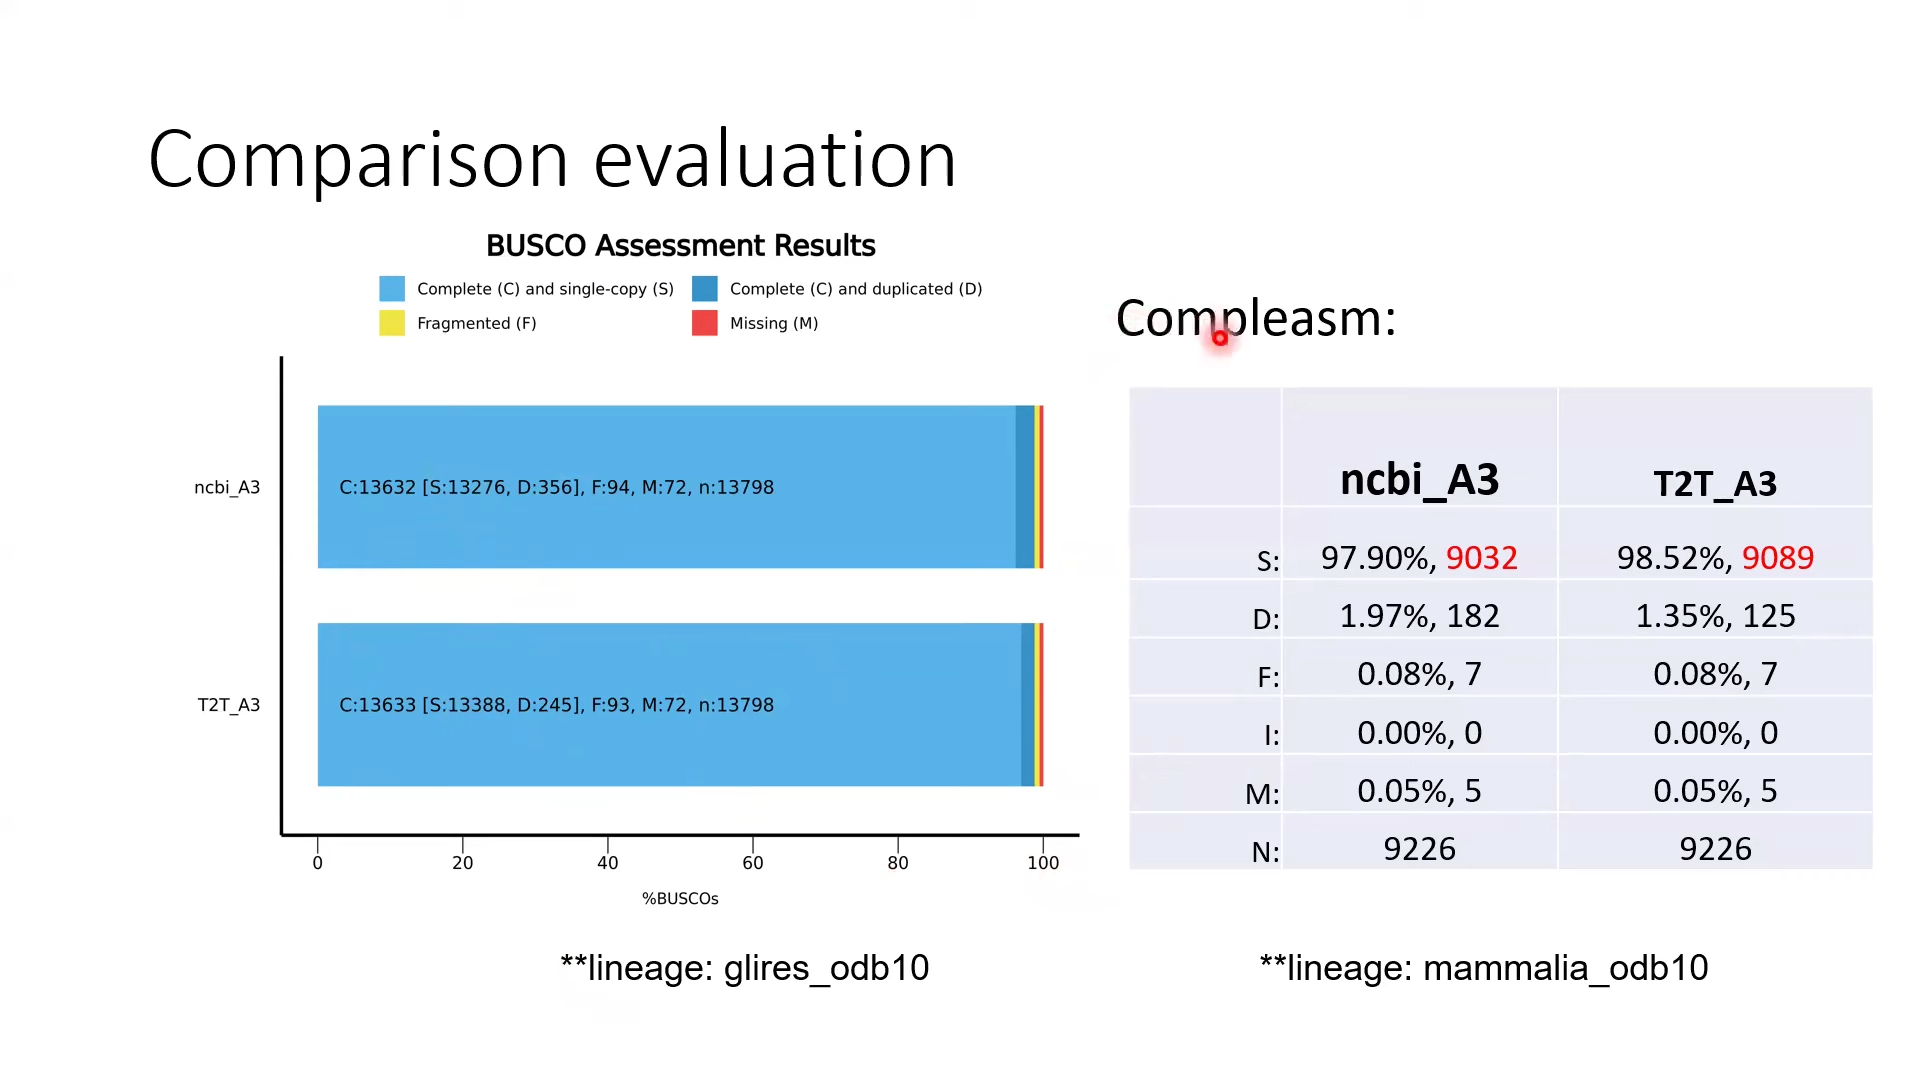 Comparison evaluation
BUSCO Assessment Results
Complete (C) and single-copy (S) Complete (C) and duplicated (D)
Fragmented (F) Missing (M)
ncbi_A3 C:13632 [S:13276, D:356], F:94, M:72, n:13798
T2T_A3 C:13633 [S:13388, D:245], F:93, M:72, n:13798
0 20 40 60 80 100
%BUSCOs
**lineage: glires_odb10
Compleasm:
ncbi_A3 T2T_A3
S: 97.90%, 9032 98.52%, 9089
D: 1.97%, 182 1.35%, 125
F: 0.08%, 7 0.08%, 7
I: 0.00%, 0 0.00%, 0
M: 0.05%, 5 0.05%, 5
N: 9226 9226
**lineage: mammalia_odb10